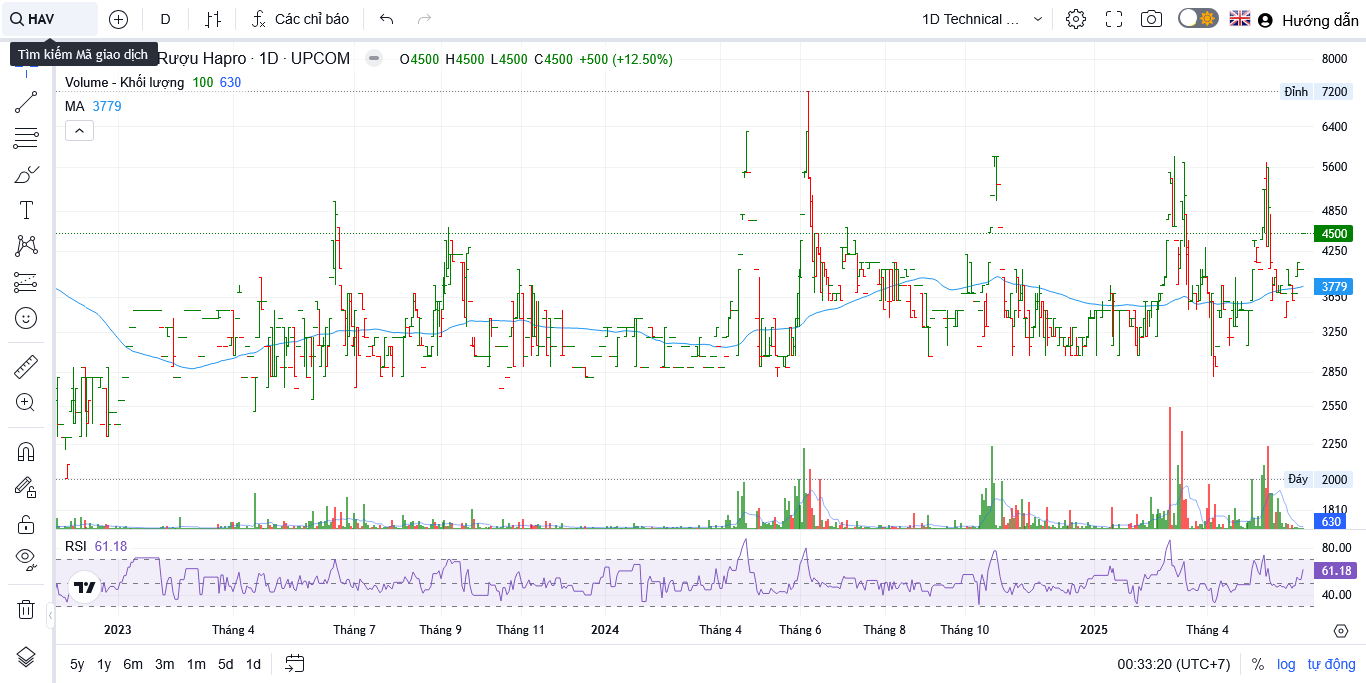 HAV D Các chỉ báo 1D Technical ... Hướng dẫn
Tìm kiếm Mã giao dịch
Rượu Hapro · 1D · UPCOM O4500 H4500 L4500 C4500 +500 (+12.50%)
Volume - Khối lượng 100 630
MA 3779
8000
Đỉnh 7200
6400
5600
4850
4500
4250
3779
3250
2850
2550
2250
Đáy 2000
1810
630
RSI 61.18
80.00
61.18
40.00
2023 Tháng 4 Tháng 7 Tháng 9 Tháng 11 2024 Tháng 4 Tháng 6 Tháng 8 Tháng 10 2025 Tháng 4
5y 1y 6m 3m 1m 5d 1d 00:33:20 (UTC+7) % log tự động